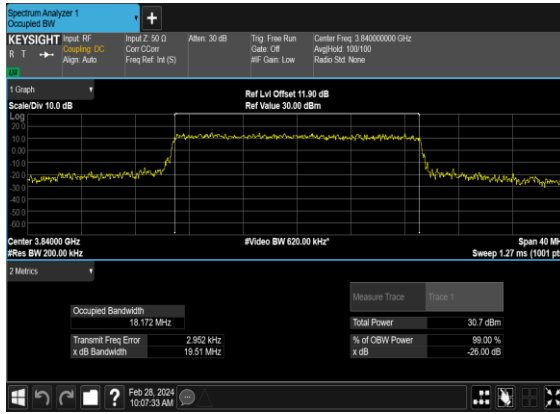 Spectrum Analyzer 1
Occupied BW
+
KEYSIGHT
R T
LXI
Input: RF
Coupling: DC
Align: Auto
Input Z: 50 Ω
Corr CCorr
Freq Ref: Int (S)
Atten: 30 dB
Trig: Free Run
Gate: Off
#IF Gain: Low
Center Freq: 3.840000000 GHz
Avg|Hold: 100/100
Radio Std: None
1 Graph
Scale/Div 10.0 dB
Ref Lvl Offset 11.90 dB
Ref Value 30.00 dBm
Log
20.0
10.0
0.00
-10.0
-20.0
-30.0
-40.0
-50.0
-60.0
Center 3.84000 GHz
#Res BW 200.00 kHz
#Video BW 620.00 kHz*
Span 40 MH
Sweep 1.27 ms (1001 pt
2 Metrics
Measure Trace
Trace 1
Occupied Bandwidth
18.172 MHz
Total Power
30.7 dBm
Transmit Freq Error
2.952 kHz
% of OBW Power
99.00 %
x dB Bandwidth
19.51 MHz
x dB
-26.00 dB
?
Feb 28, 2024
10:07:33 AM